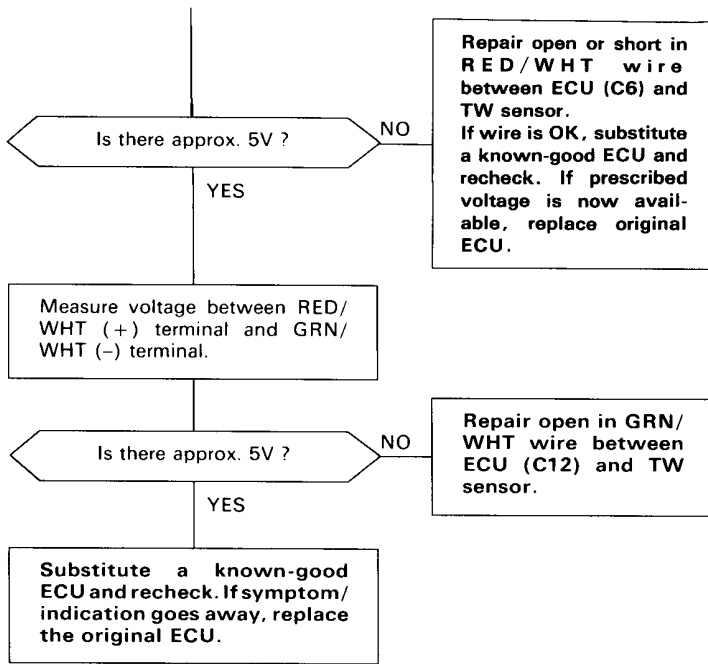 Repair open or short in
RED/WHT wire
between ECU (C6) and
TW sensor.
If wire is OK, substitute
a known-good ECU and
recheck. If prescribed
voltage is now avail-
able, replace original
ECU.
Is there approx. 5V ?
NO
YES
Measure voltage between RED/
WHT (+) terminal and GRN/
WHT (–) terminal.
Is there approx. 5V ?
NO
Repair open in GRN/
WHT wire between
ECU (C12) and TW
sensor.
YES
Substitute a known-good
ECU and recheck. If symptom/
indication goes away, replace
the original ECU.